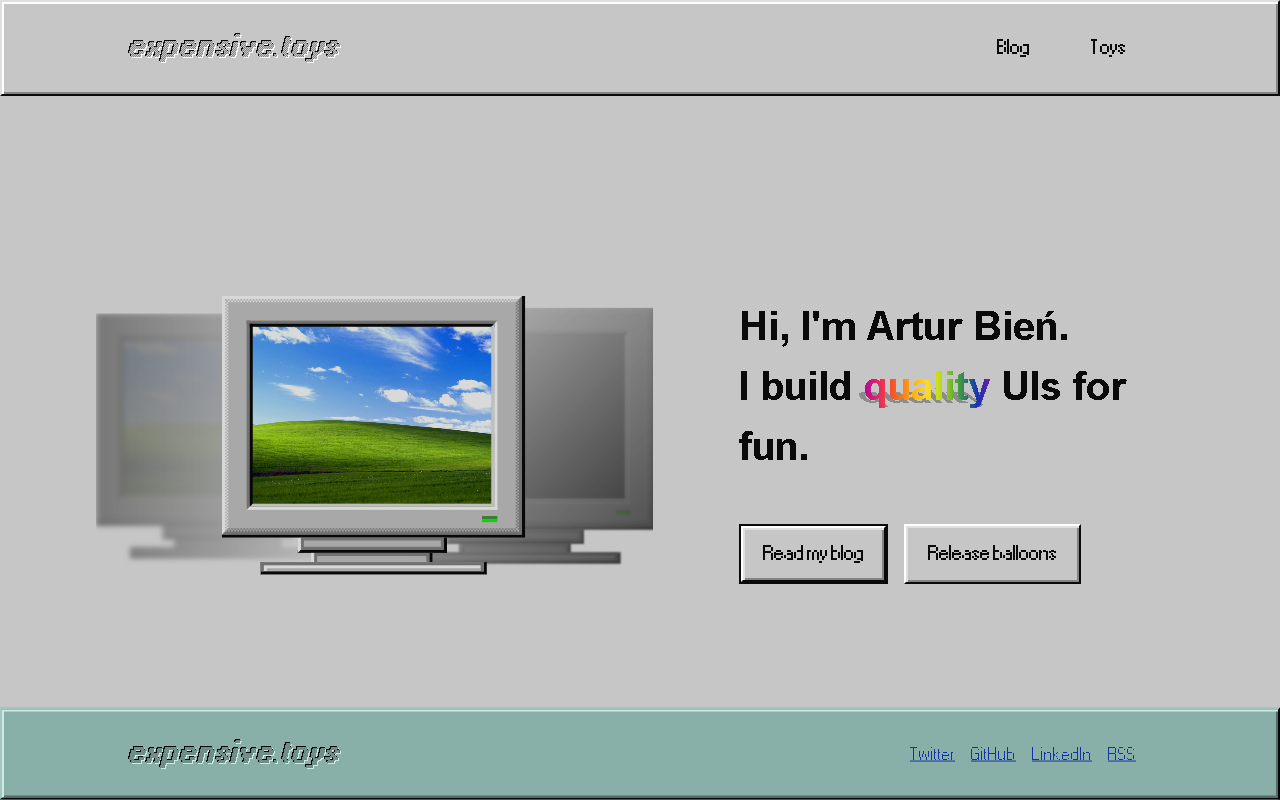 expensive.toys
Blog
Toys
Hi, I'm Artur Bień.
I build quality UIs for
fun.
Read my blog
Release balloons
expensive.toys
Twitter
GitHub
LinkedIn
RSS